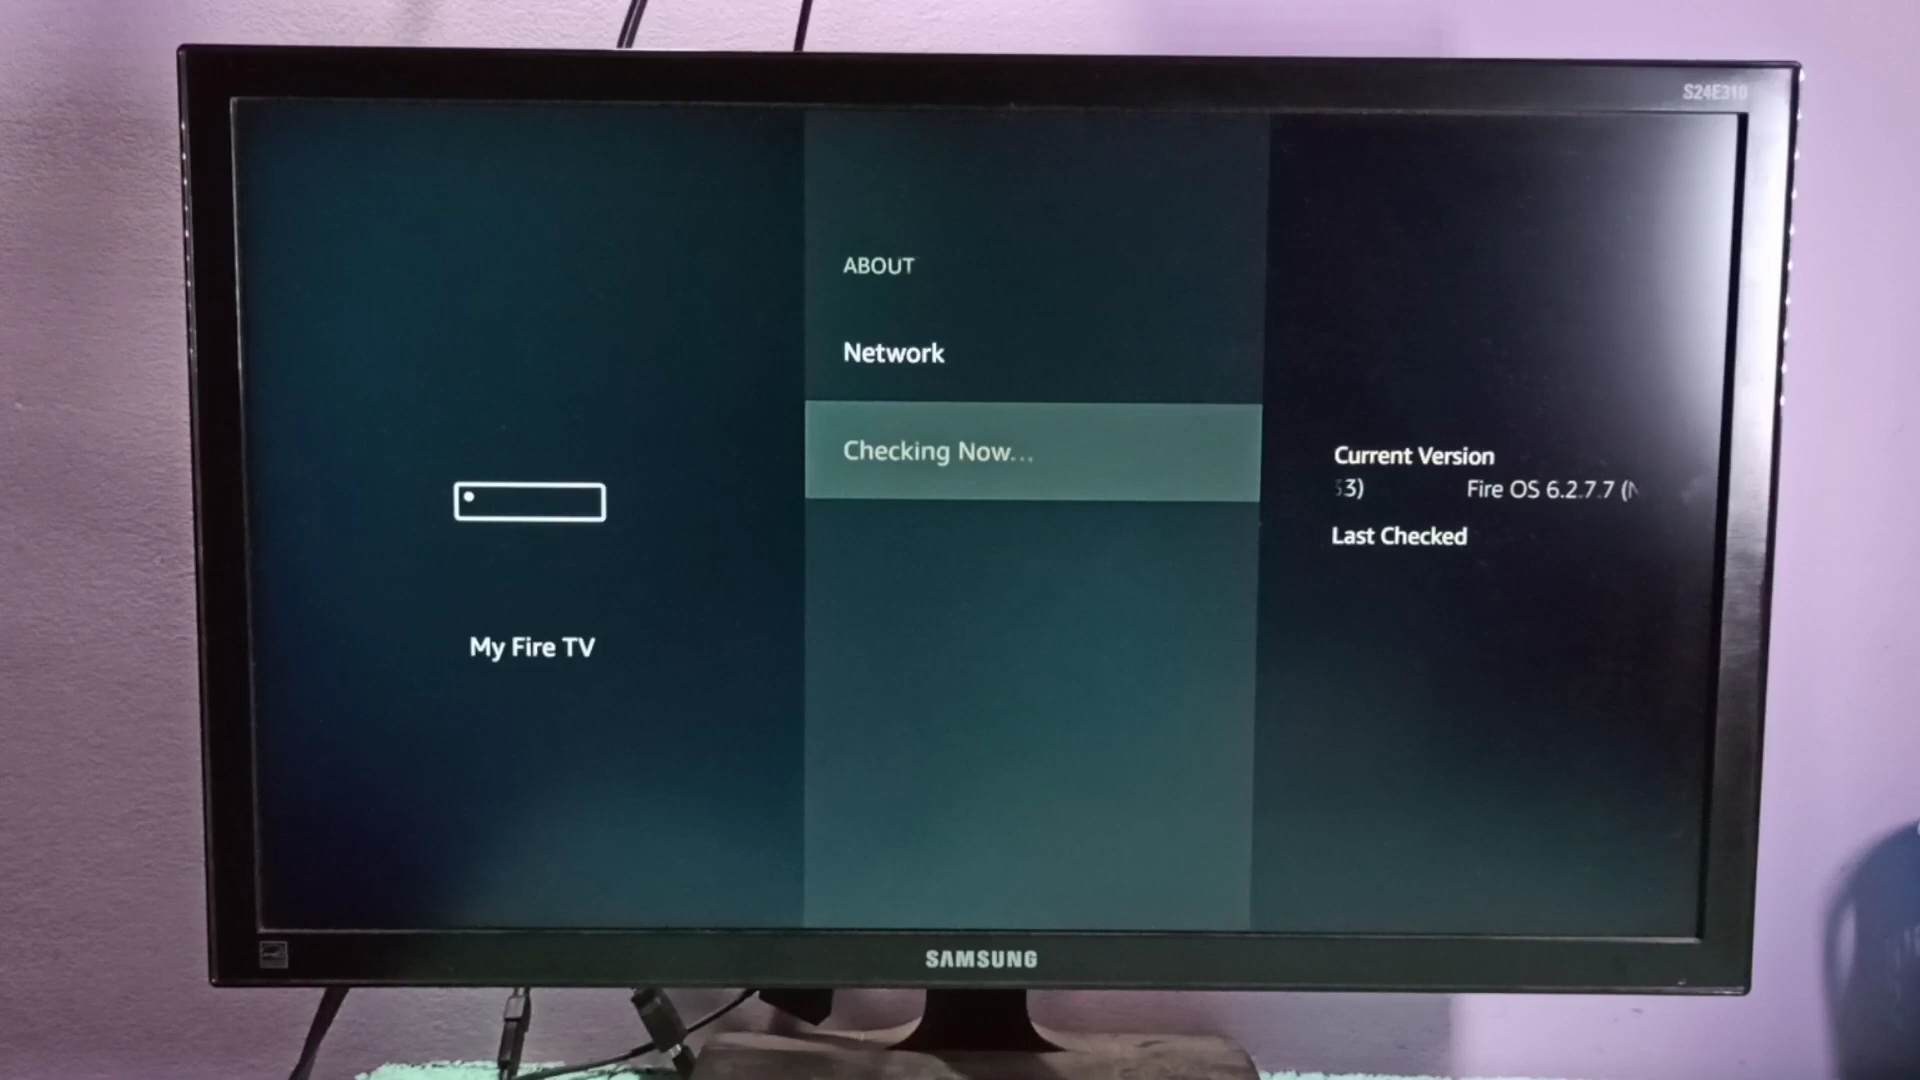 S24E310
ABOUT
Network
Checking Now...
Current Version
3) Fire OS 6.2.7.7 (N
Last Checked
My Fire TV
SAMSUNG